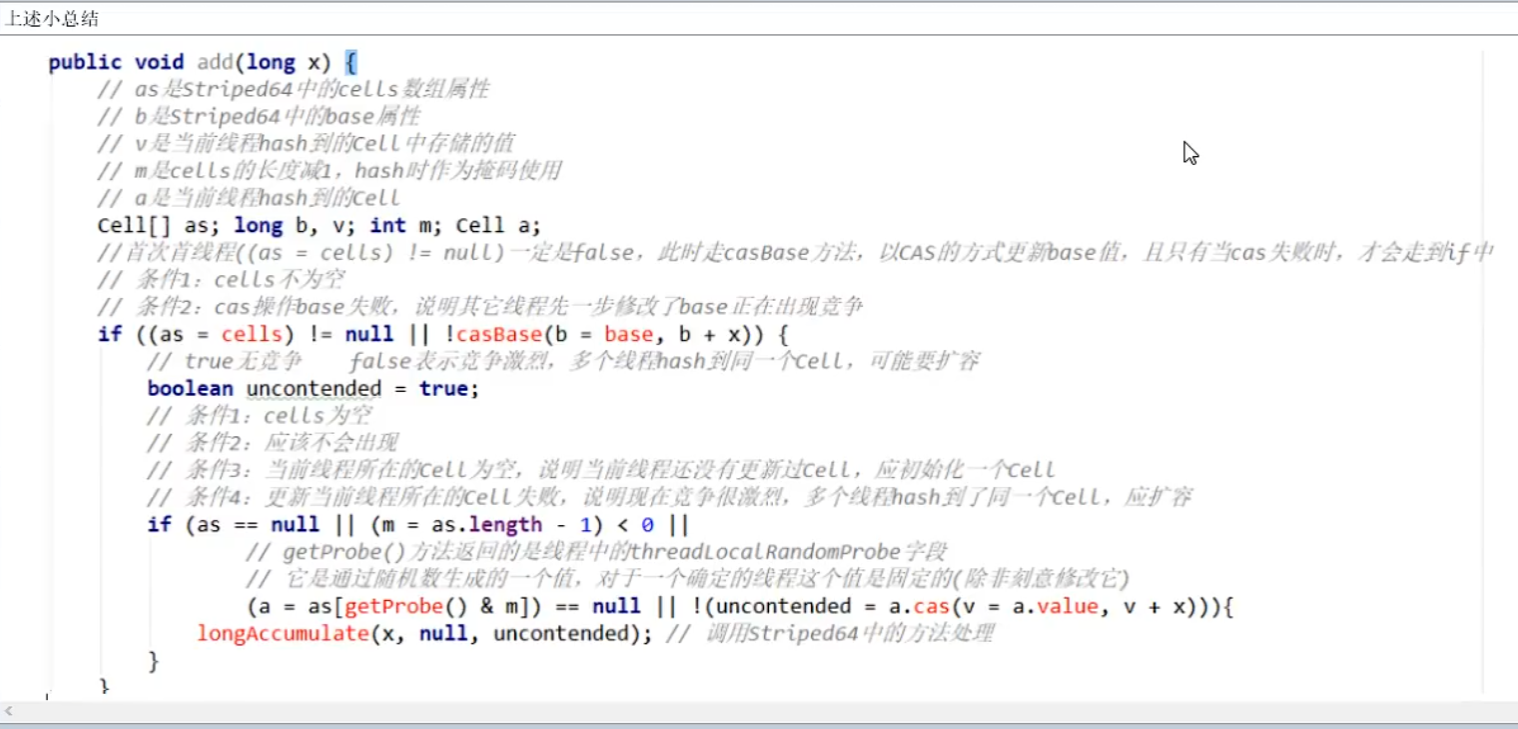 上述小总结
public void add(long x) {
// as是Striped64中的cells数组属性
// b是Striped64中的base属性
// v是当前线程hash到的Cell中存储的值
// m是cells的长度减1，hash时作为掩码使用
// a是当前线程hash到的Cell
Cell[] as; long b, v; int m; Cell a;
//首次首线程((as = cells) != null)一定是false，此时走casBase方法，以CAS的方式更新base值，且只有当cas失败时，才会走到if中
// 条件1：cells不为空
// 条件2：cas操作base失败，说明其它线程先一步修改了base正在出现竞争
if ((as = cells) != null || !casBase(b = base, b + x)) {
// true无竞争 false表示竞争激烈，多个线程hash到同一个Cell，可能要扩容
boolean uncontended = true;
// 条件1：cells为空
// 条件2：应该不会出现
// 条件3：当前线程所在的Cell为空，说明当前线程还没有更新过Cell，应初始化一个Cell
// 条件4：更新当前线程所在的Cell失败，说明现在竞争很激烈，多个线程hash到了同一个Cell，应扩容
if (as == null || (m = as.length - 1) < 0 ||
// getProbe()方法返回的是线程中的threadLocalRandomProbe字段
// 它是通过随机数生成的一个值，对于一个确定的线程这个值是固定的(除非刻意修改它)
(a = as[getProbe() & m]) == null || !(uncontended = a.cas(v = a.value, v + x))){
longAccumulate(x, null, uncontended); // 调用Striped64中的方法处理
}
}